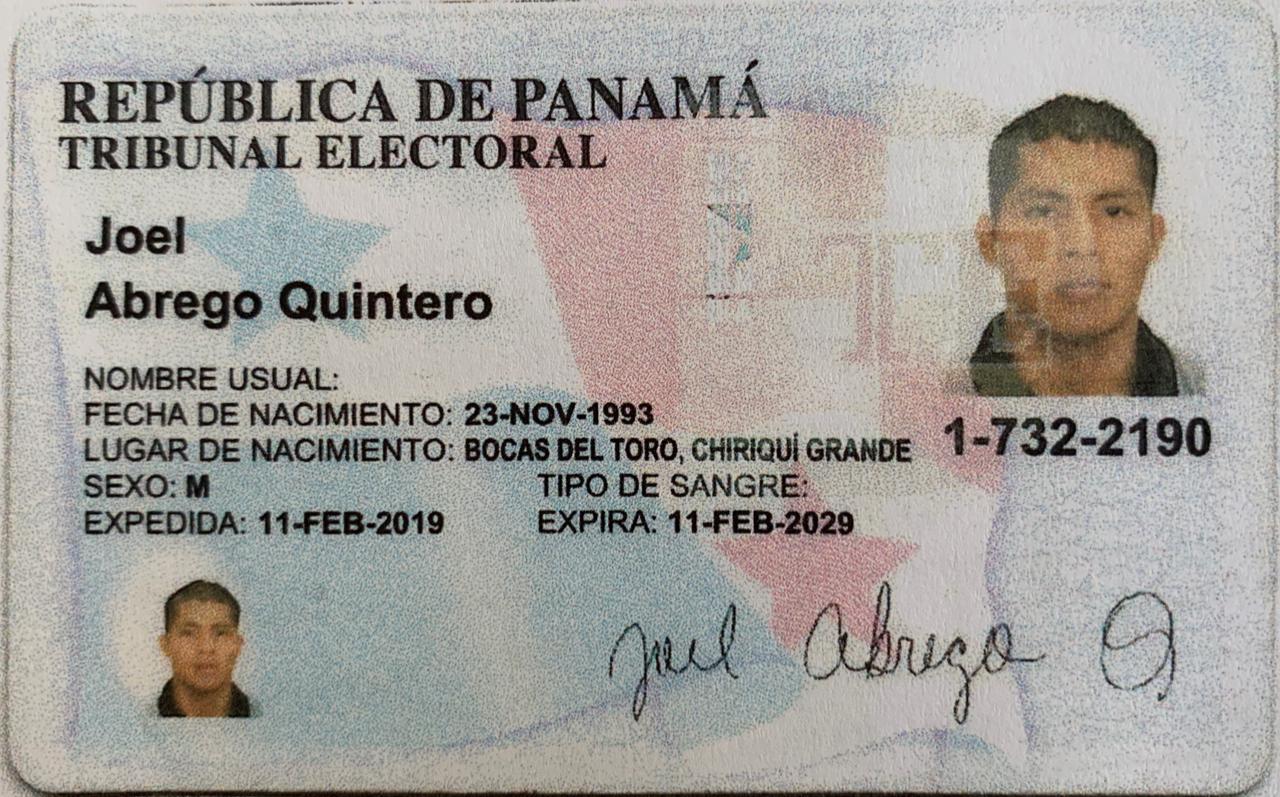 REPÚBLICA DE PANAMÁ
TRIBUNAL ELECTORAL
Joel
Abrego Quintero
NOMBRE USUAL:
FECHA DE NACIMIENTO: 23-NOV-1993
LUGAR DE NACIMIENTO: BOCAS DEL TORO, CHIRIQUÍ GRANDE
SEXO: M TIPO DE SANGRE:
EXPEDIDA: 11-FEB-2019 EXPIRA: 11-FEB-2029
1-732-2190
Joel Abrego Q